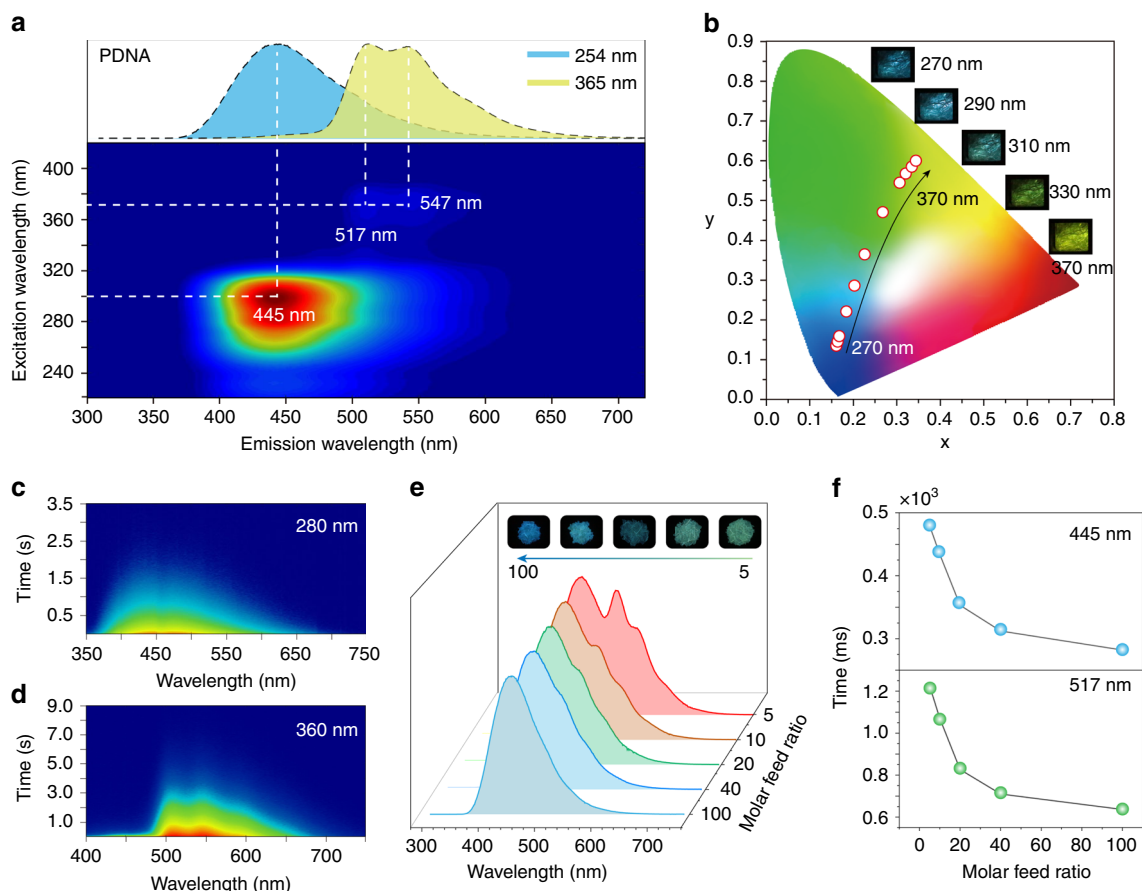 a
PDNA
254 nm
365 nm
Excitation wavelength (nm)
400
360
320
280
240
547 nm
517 nm
445 nm
300 350 400 450 500 550 600 650 700
Emission wavelength (nm)
b
y
0.9
0.8
0.7
0.6
0.5
0.4
0.3
0.2
0.1
0.0
270 nm
290 nm
310 nm
330 nm
370 nm
370 nm
270 nm
0.0 0.1 0.2 0.3 0.4 0.5 0.6 0.7 0.8
x
c
Time (s)
3.5
2.5
1.5
0.5
280 nm
350 450 550 650 750
Wavelength (nm)
d
Time (s)
9.0
7.0
5.0
3.0
1.0
360 nm
400 500 600 700
Wavelength (nm)
e
100 5
5
10
20
40
100
Molar feed ratio
300 400 500 600 700
Wavelength (nm)
f
×10³
Time (ms)
0.5
0.3
445 nm
1.2
1.0
0.8
0.6
517 nm
0 20 40 60 80 100
Molar feed ratio